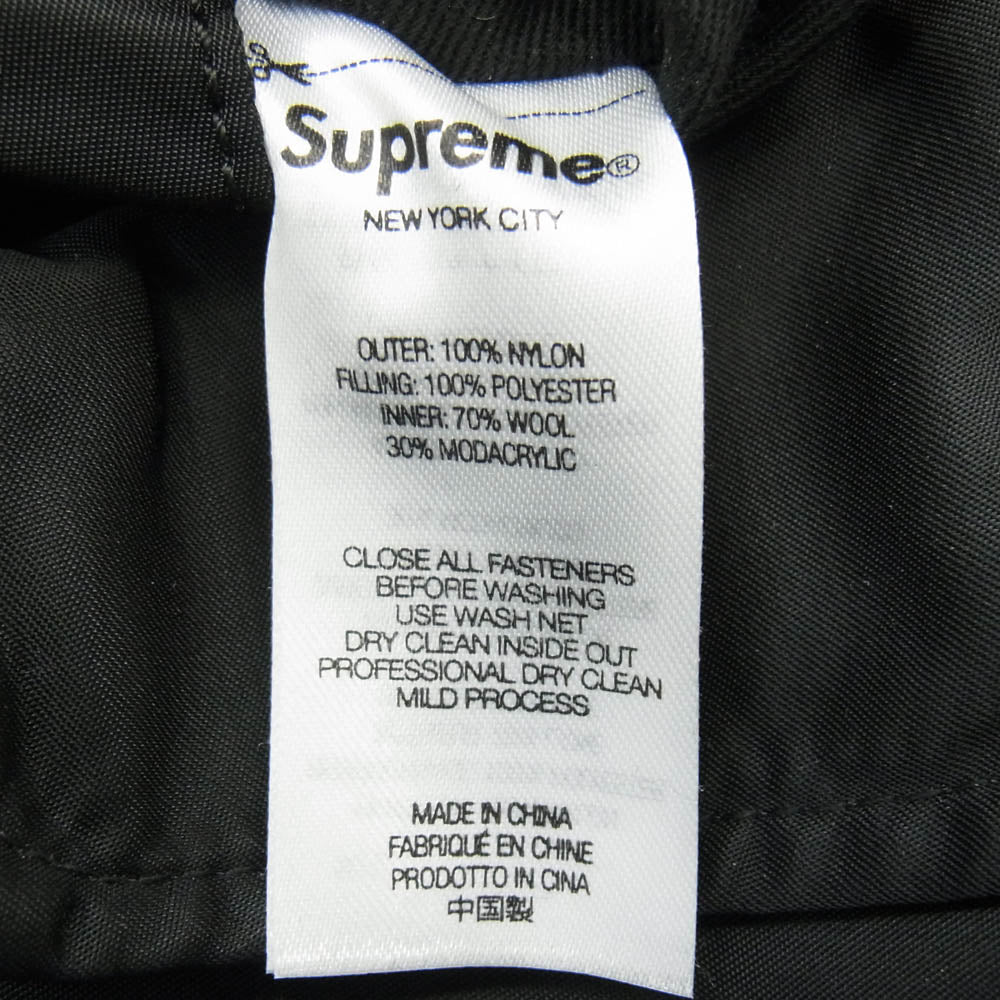 Supreme®
NEW YORK CITY
OUTER: 100% NYLON
FILLING: 100% POLYESTER
INNER: 70% WOOL
30% MODACRYLIC
CLOSE ALL FASTENERS
BEFORE WASHING
USE WASH NET
DRY CLEAN INSIDE OUT
PROFESSIONAL DRY CLEAN
MILD PROCESS
MADE IN CHINA
FABRIQUÉ EN CHINE
PRODOTTO IN CINA
中国製